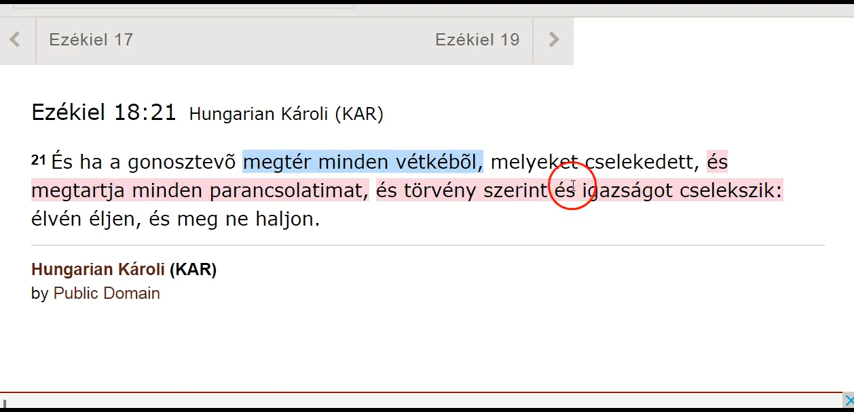 Ezékiel 17
Ezékiel 19
Ezékiel 18:21 Hungarian Károli (KAR)
21 És ha a gonosztevõ megtér minden vétkébõl, melyeket cselekedett, és
megtartja minden parancsolatimat, és törvény szerint és igazságot cselekszik:
élvén éljen, és meg ne haljon.
Hungarian Károli (KAR)
by Public Domain